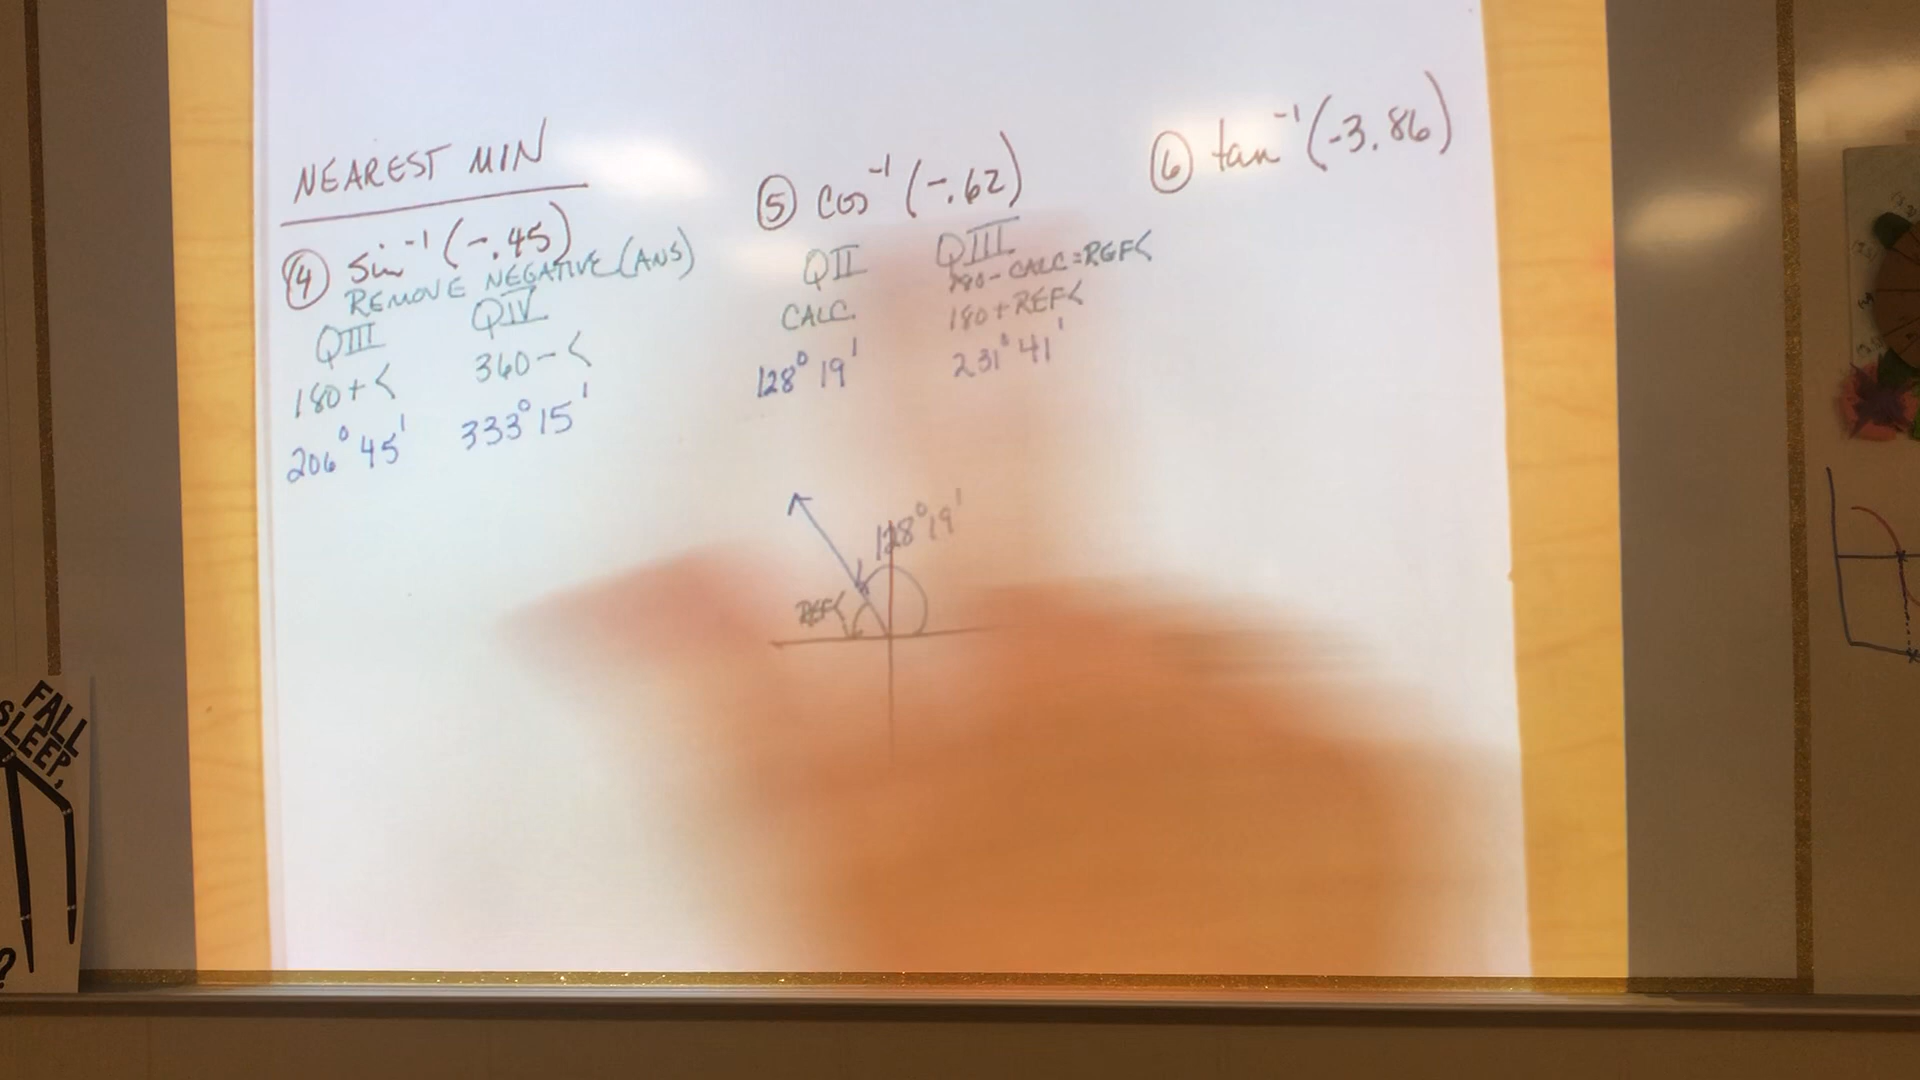 NEAREST MIN
④ sin⁻¹(-.45)
REMOVE NEGATIVE (ANS)
QIII QIV
180+< 360-<
206° 45' 333° 15'
⑤ cos⁻¹(-.62)
QII QIII
180-CALC=REF<
CALC. 180+REF<
128° 19' 231° 41'
128° 19'
REF<
⑥ tan⁻¹(-3.86)
FALL
SLEEP,
?